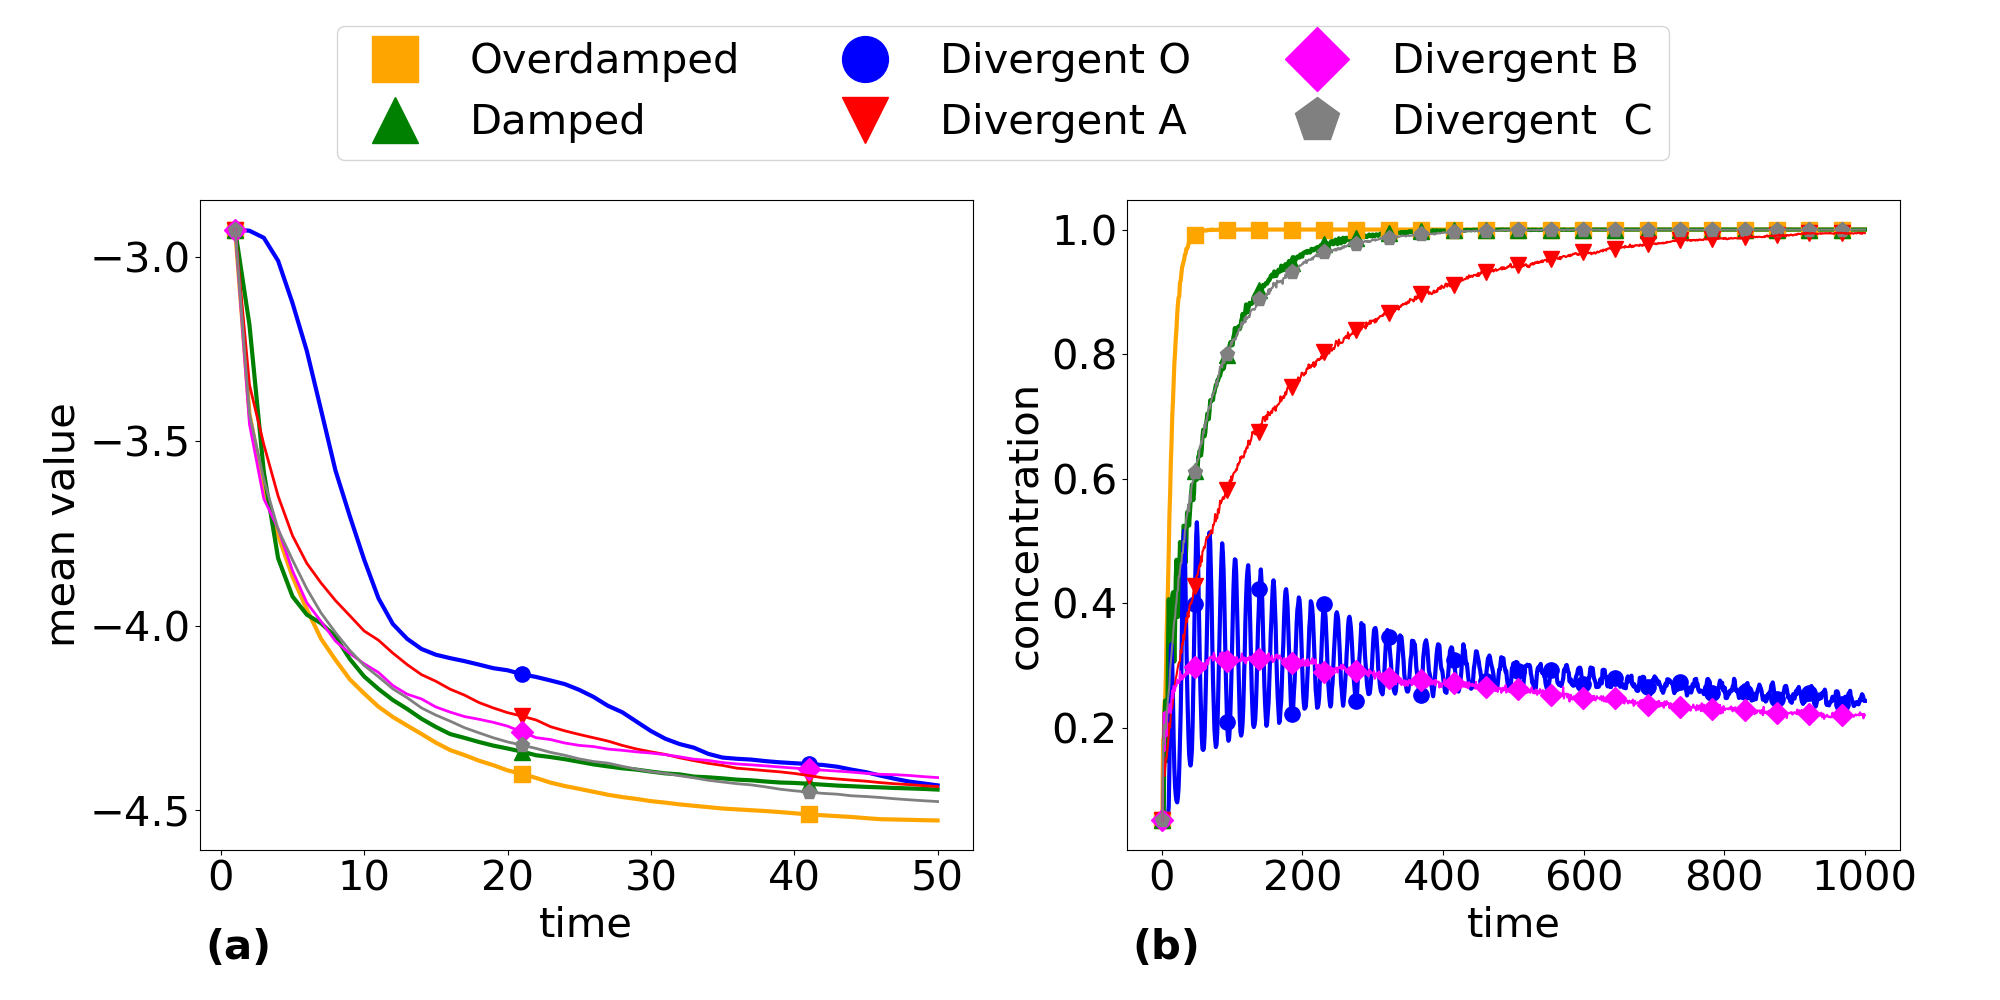 Overdamped
Damped
Divergent O
Divergent A
Divergent B
Divergent  C
mean value
−3.0
−3.5
−4.0
−4.5
0 10 20 30 40 50
time
(a)
concentration
1.0
0.8
0.6
0.4
0.2
0 200 400 600 800 1000
time
(b)